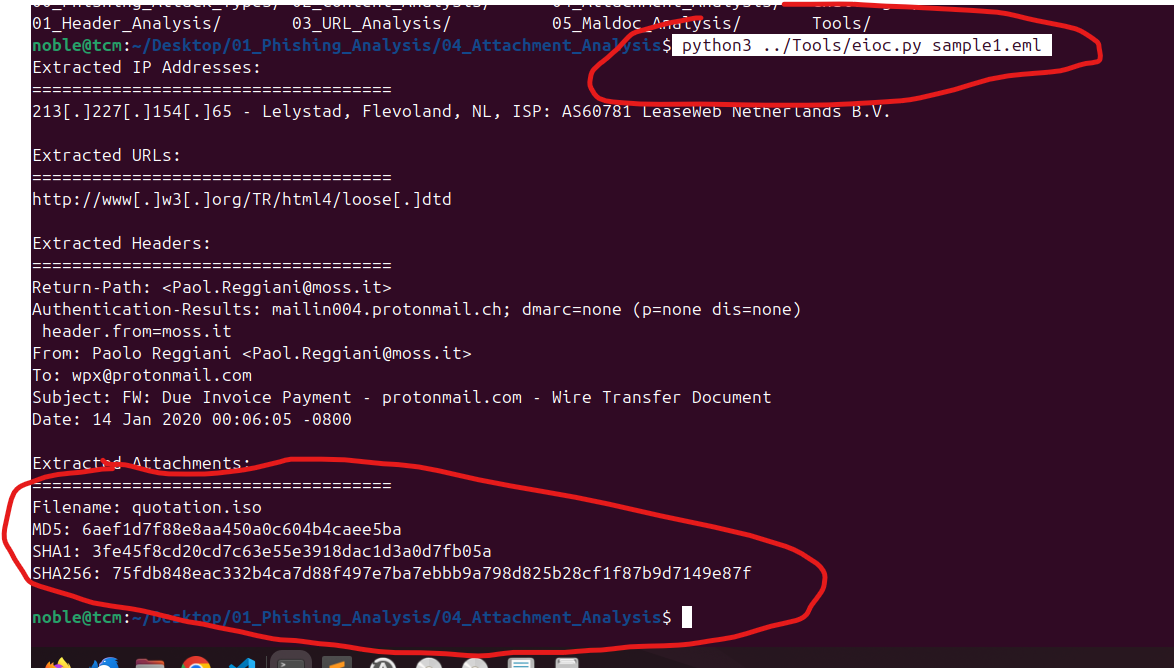 01_Header_Analysis/ 03_URL_Analysis/ 05_Maldoc_Analysis/ Tools/
noble@tcm:~/Desktop/01_Phishing_Analysis/04_Attachment_Analysis$ python3 ../Tools/eioc.py sample1.eml
Extracted IP Addresses:
====================================
213[.]227[.]154[.]65 - Lelystad, Flevoland, NL, ISP: AS60781 LeaseWeb Netherlands B.V.
Extracted URLs:
====================================
http://www[.]w3[.]org/TR/html4/loose[.]dtd
Extracted Headers:
====================================
Return-Path: <Paol.Reggiani@moss.it>
Authentication-Results: mailin004.protonmail.ch; dmarc=none (p=none dis=none)
header.from=moss.it
From: Paolo Reggiani <Paol.Reggiani@moss.it>
To: wpx@protonmail.com
Subject: FW: Due Invoice Payment - protonmail.com - Wire Transfer Document
Date: 14 Jan 2020 00:06:05 -0800
Extracted Attachments:
====================================
Filename: quotation.iso
MD5: 6aef1d7f88e8aa450a0c604b4caee5ba
SHA1: 3fe45f8cd20cd7c63e55e3918dac1d3a0d7fb05a
SHA256: 75fdb848eac332b4ca7d88f497e7ba7ebbb9a798d825b28cf1f87b9d7149e87f
noble@tcm:~/Desktop/01_Phishing_Analysis/04_Attachment_Analysis$